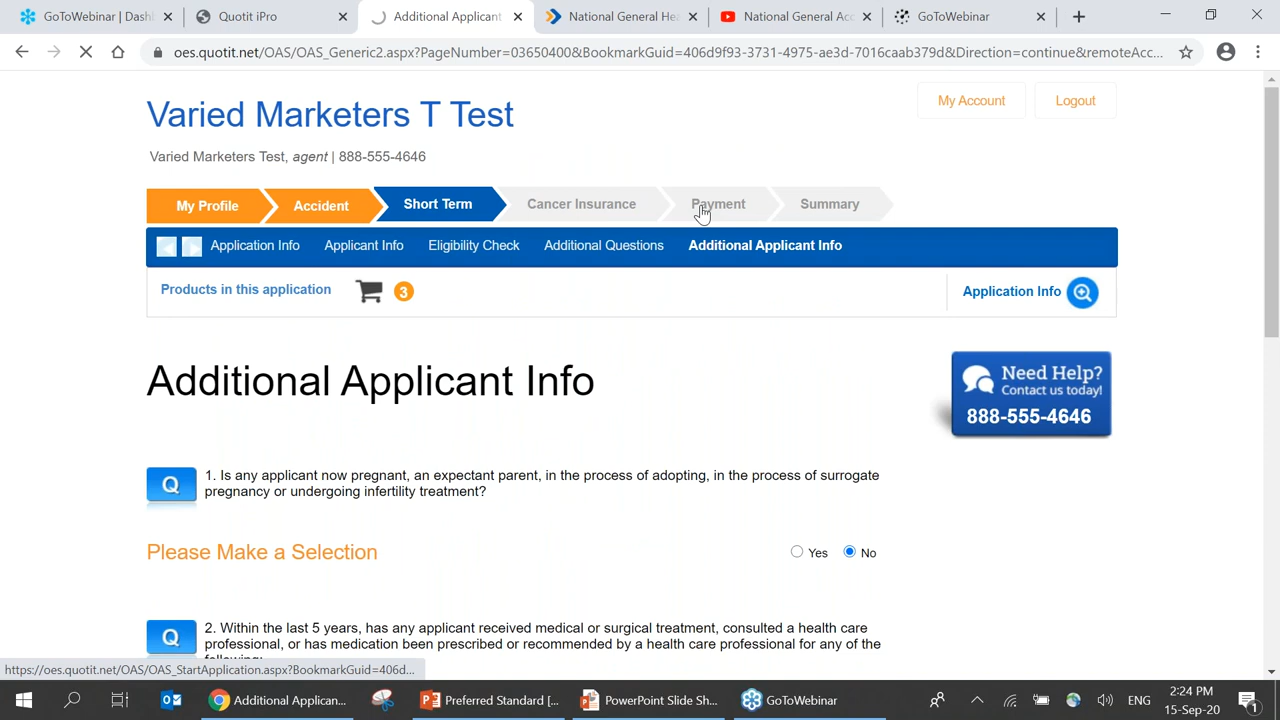 GoToWebinar | Dash
Quotit iPro
Additional Applicant
National General He
National General Ac
GoToWebinar
oes.quotit.net/OAS/OAS_Generic2.aspx?PageNumber=03650400&BookmarkGuid=406d9f93-3731-4975-ae3d-7016caab379d&Direction=continue&remoteAcc...
Varied Marketers T Test
My Account
Logout
Varied Marketers Test, agent | 888-555-4646
My Profile
Accident
Short Term
Cancer Insurance
Payment
Summary
Application Info
Applicant Info
Eligibility Check
Additional Questions
Additional Applicant Info
Products in this application
3
Application Info
Additional Applicant Info
Need Help?
Contact us today!
888-555-4646
Q
1. Is any applicant now pregnant, an expectant parent, in the process of adopting, in the process of surrogate
pregnancy or undergoing infertility treatment?
Please Make a Selection
Yes
No
Q
2. Within the last 5 years, has any applicant received medical or surgical treatment, consulted a health care
professional, or has medication been prescribed or recommended by a health care professional for any of the
following:
https://oes.quotit.net/OAS/OAS_StartApplication.aspx?BookmarkGuid=406d...
Additional Applican...
Preferred Standard [...
PowerPoint Slide Sh...
GoToWebinar
ENG
2:24 PM
15-Sep-20
1